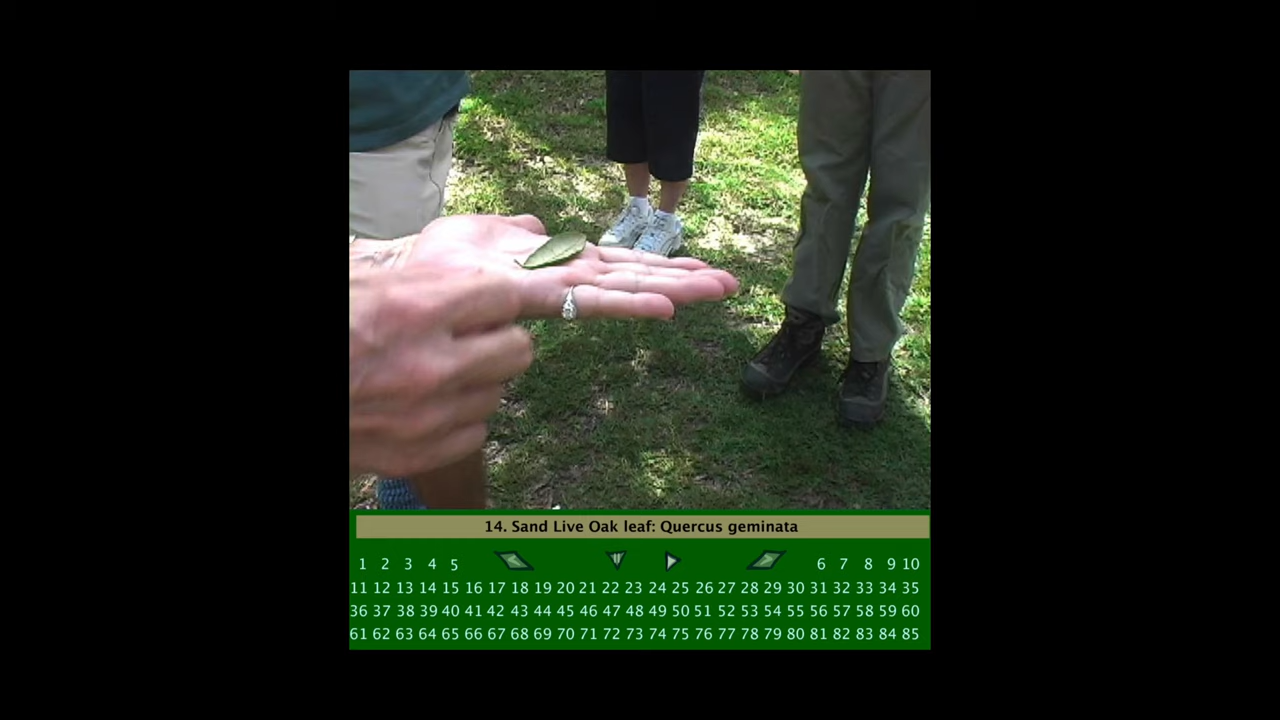 14. Sand Live Oak leaf: Quercus geminata
1 2 3 4 5 6 7 8 9 10
11 12 13 14 15 16 17 18 19 20 21 22 23 24 25 26 27 28 29 30 31 32 33 34 35
36 37 38 39 40 41 42 43 44 45 46 47 48 49 50 51 52 53 54 55 56 57 58 59 60
61 62 63 64 65 66 67 68 69 70 71 72 73 74 75 76 77 78 79 80 81 82 83 84 85